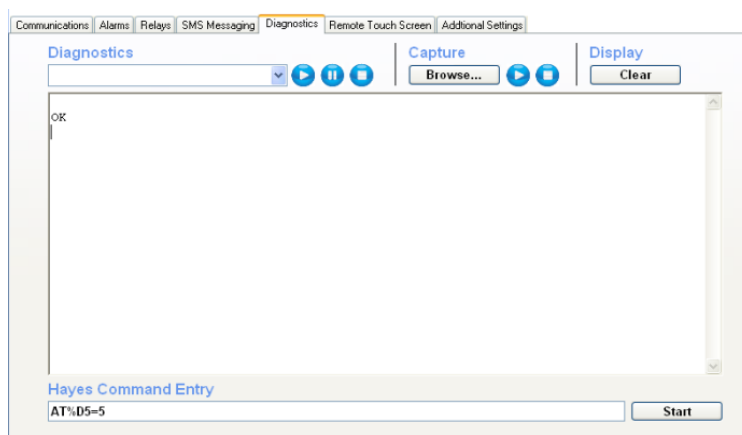 Communications Alarms Relays SMS Messaging Diagnostics Remote Touch Screen Addtional Settings
Diagnostics Capture Display
Browse... Clear
OK
Hayes Command Entry
AT%D5=5 Start